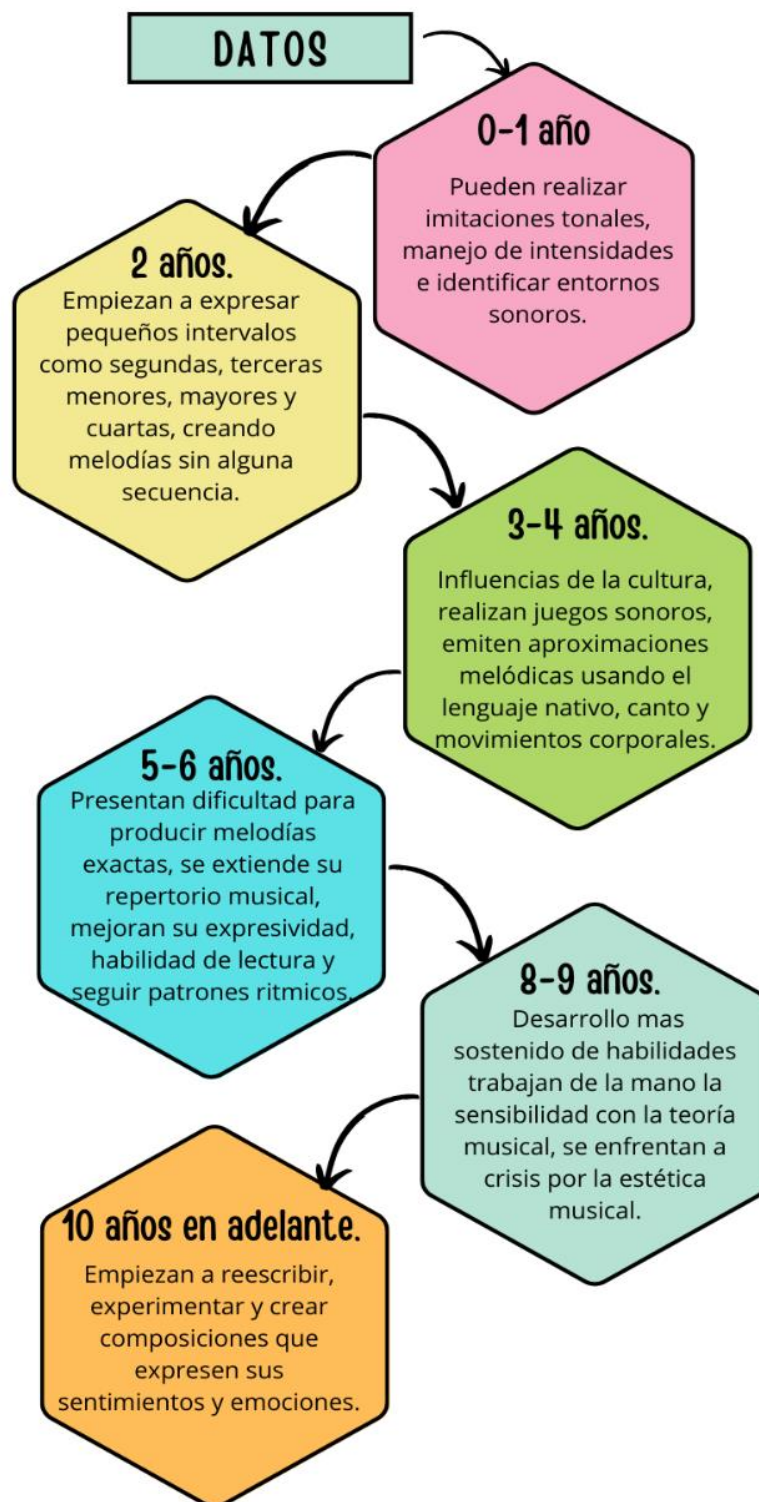 DATOS
0-1 año
Pueden realizar
imitaciones tonales,
manejo de intensidades
e identificar entornos
sonoros.
2 años.
Empiezan a expresar
pequeños intervalos
como segundas, terceras
menores, mayores y
cuartas, creando
melodías sin alguna
secuencia.
3-4 años.
Influencias de la cultura,
realizan juegos sonoros,
emiten aproximaciones
melódicas usando el
lenguaje nativo, canto y
movimientos corporales.
5-6 años.
Presentan dificultad para
producir melodías
exactas, se extiende su
repertorio musical,
mejoran su expresividad,
habilidad de lectura y
seguir patrones ritmicos.
8-9 años.
Desarrollo mas
sostenido de habilidades
trabajan de la mano la
sensibilidad con la teoría
musical, se enfrentan a
crisis por la estética
musical.
10 años en adelante.
Empiezan a reescribir,
experimentar y crear
composiciones que
expresen sus
sentimientos y emociones.